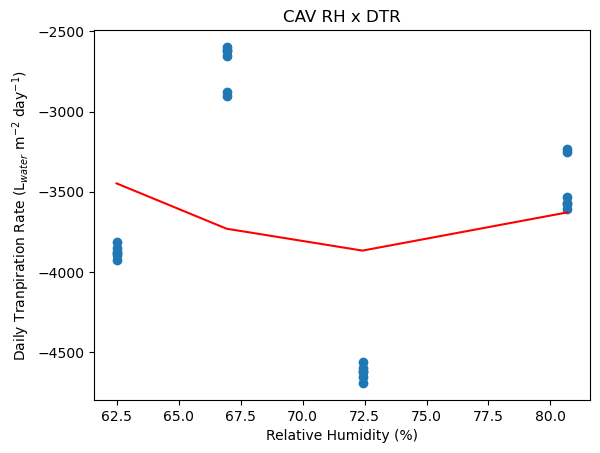 CAV RH x DTR
Daily Tranpiration Rate (L_water m⁻² day⁻¹)
−2500
−3000
−3500
−4000
−4500
62.5 65.0 67.5 70.0 72.5 75.0 77.5 80.0
Relative Humidity (%)